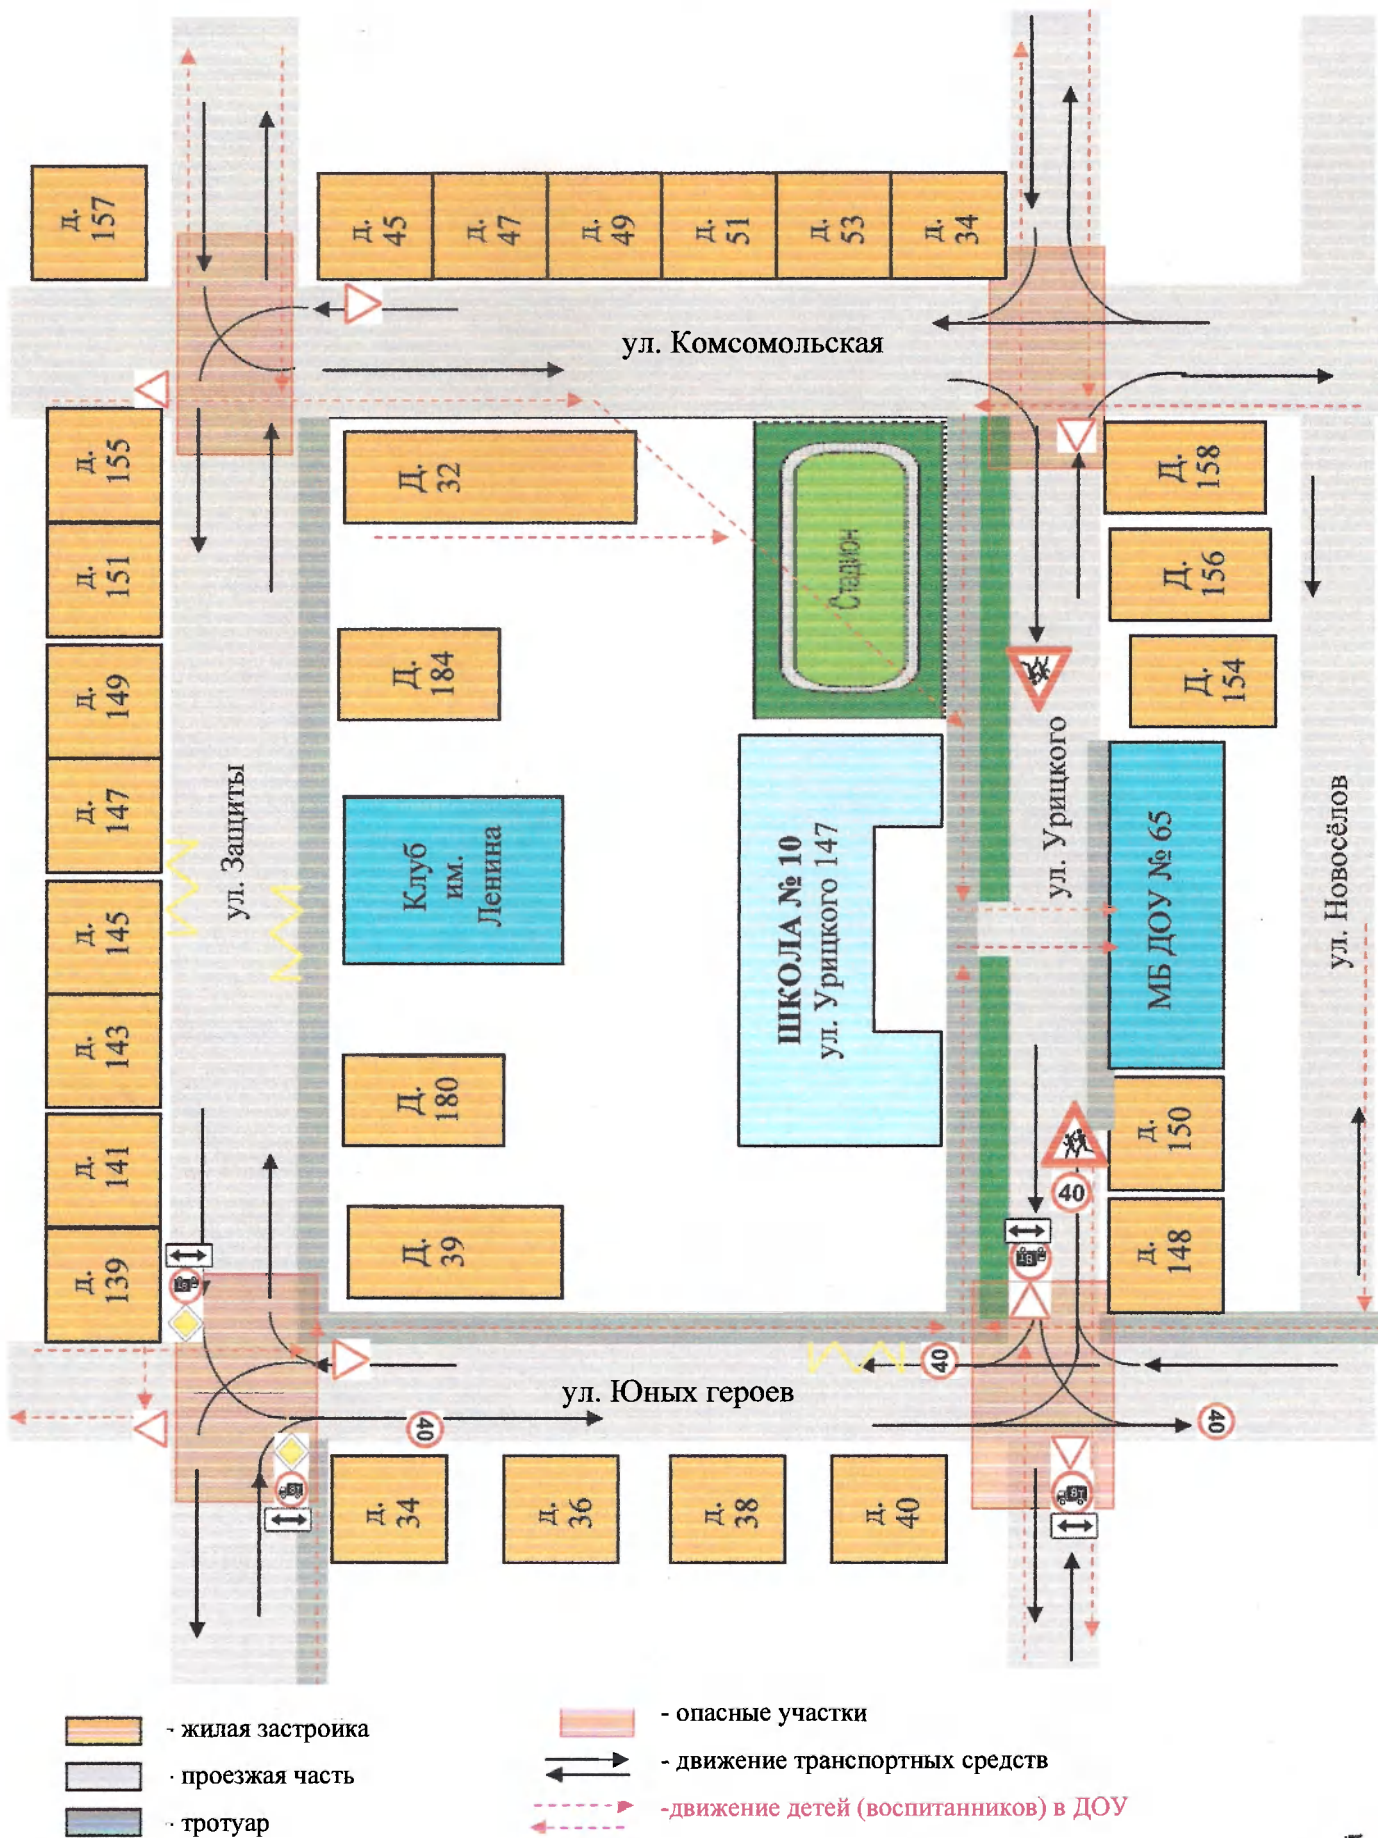 Д.
157
Д.
45
Д.
47
Д.
49
Д.
51
Д.
53
Д.
34
ул. Комсомольская
Д.
155
Д.
151
Д.
149
Д.
147
Д.
145
Д.
143
Д.
141
Д.
139
ул. Защиты
Д.
32
Д.
184
Клуб
им.
Ленина
Д.
180
Д.
39
Стадион
ШКОЛА № 10
ул. Урицкого 147
ул. Урицкого
Д.
158
Д.
156
Д.
154
МБ ДОУ № 65
Д.
150
Д.
148
ул. Новосёлов
40
40
40
40
ул. Юных героев
Д.
34
Д.
36
Д.
38
Д.
40
- жилая застройка
- проезжая часть
- тротуар
- опасные участки
- движение транспортных средств
-движение детей (воспитанников) в ДОУ